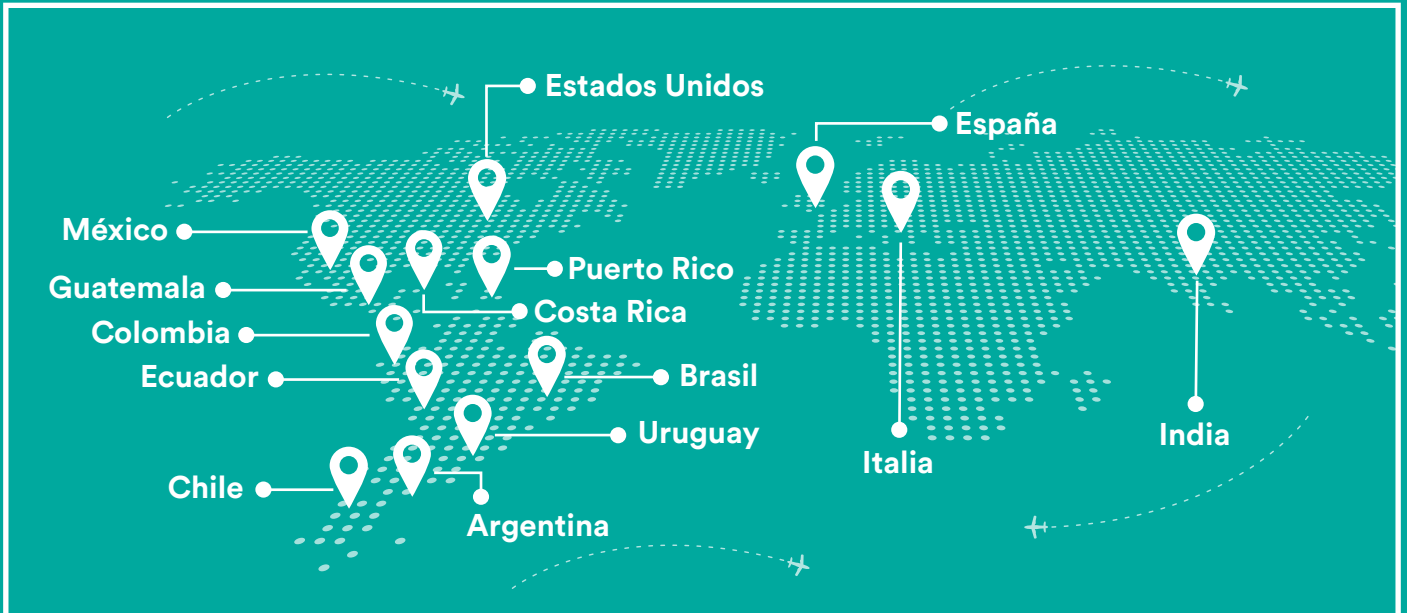 Estados Unidos
España
México
Puerto Rico
Guatemala
Costa Rica
Colombia
Ecuador
Brasil
Uruguay
India
Italia
Chile
Argentina